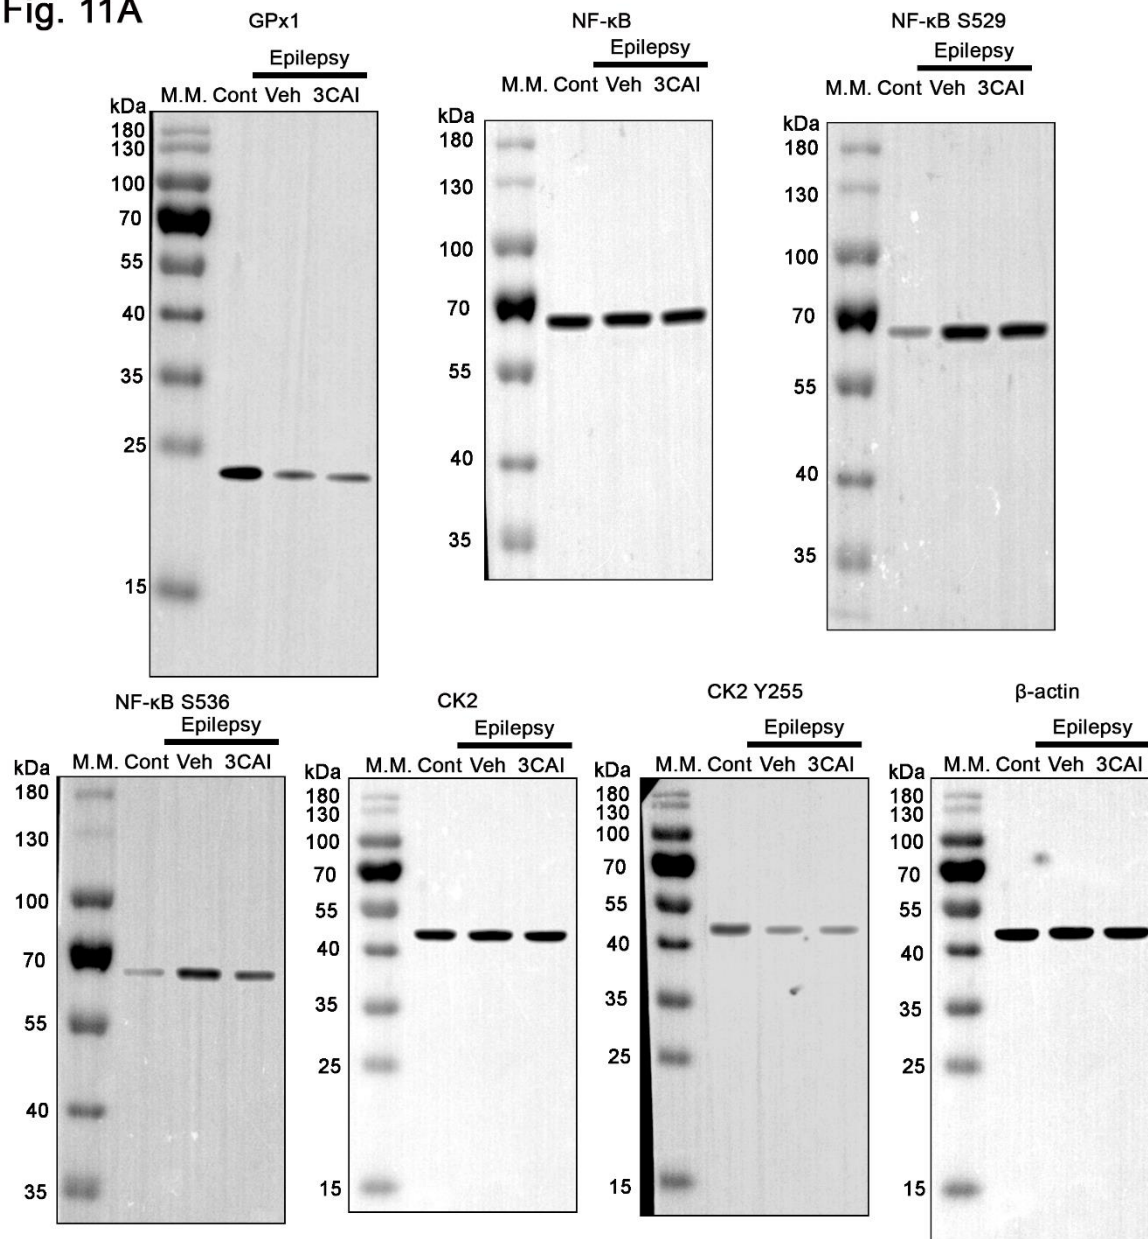 Fig. 11A
GPx1
Epilepsy
M.M. Cont Veh 3CAI
kDa
180
130
100
70
55
40
35
25
15
NF-κB
Epilepsy
M.M. Cont Veh 3CAI
kDa
180
130
100
70
55
40
35
NF-κB S529
Epilepsy
M.M. Cont Veh 3CAI
kDa
180
130
100
70
55
40
35
NF-κB S536
Epilepsy
M.M. Cont Veh 3CAI
kDa
180
130
100
70
55
40
35
CK2
Epilepsy
M.M. Cont Veh 3CAI
kDa
180
130
100
70
55
40
35
25
15
CK2 Y255
Epilepsy
M.M. Cont Veh 3CAI
kDa
180
130
100
70
55
40
35
25
15
β-actin
Epilepsy
M.M. Cont Veh 3CAI
kDa
180
130
100
70
55
40
35
25
15